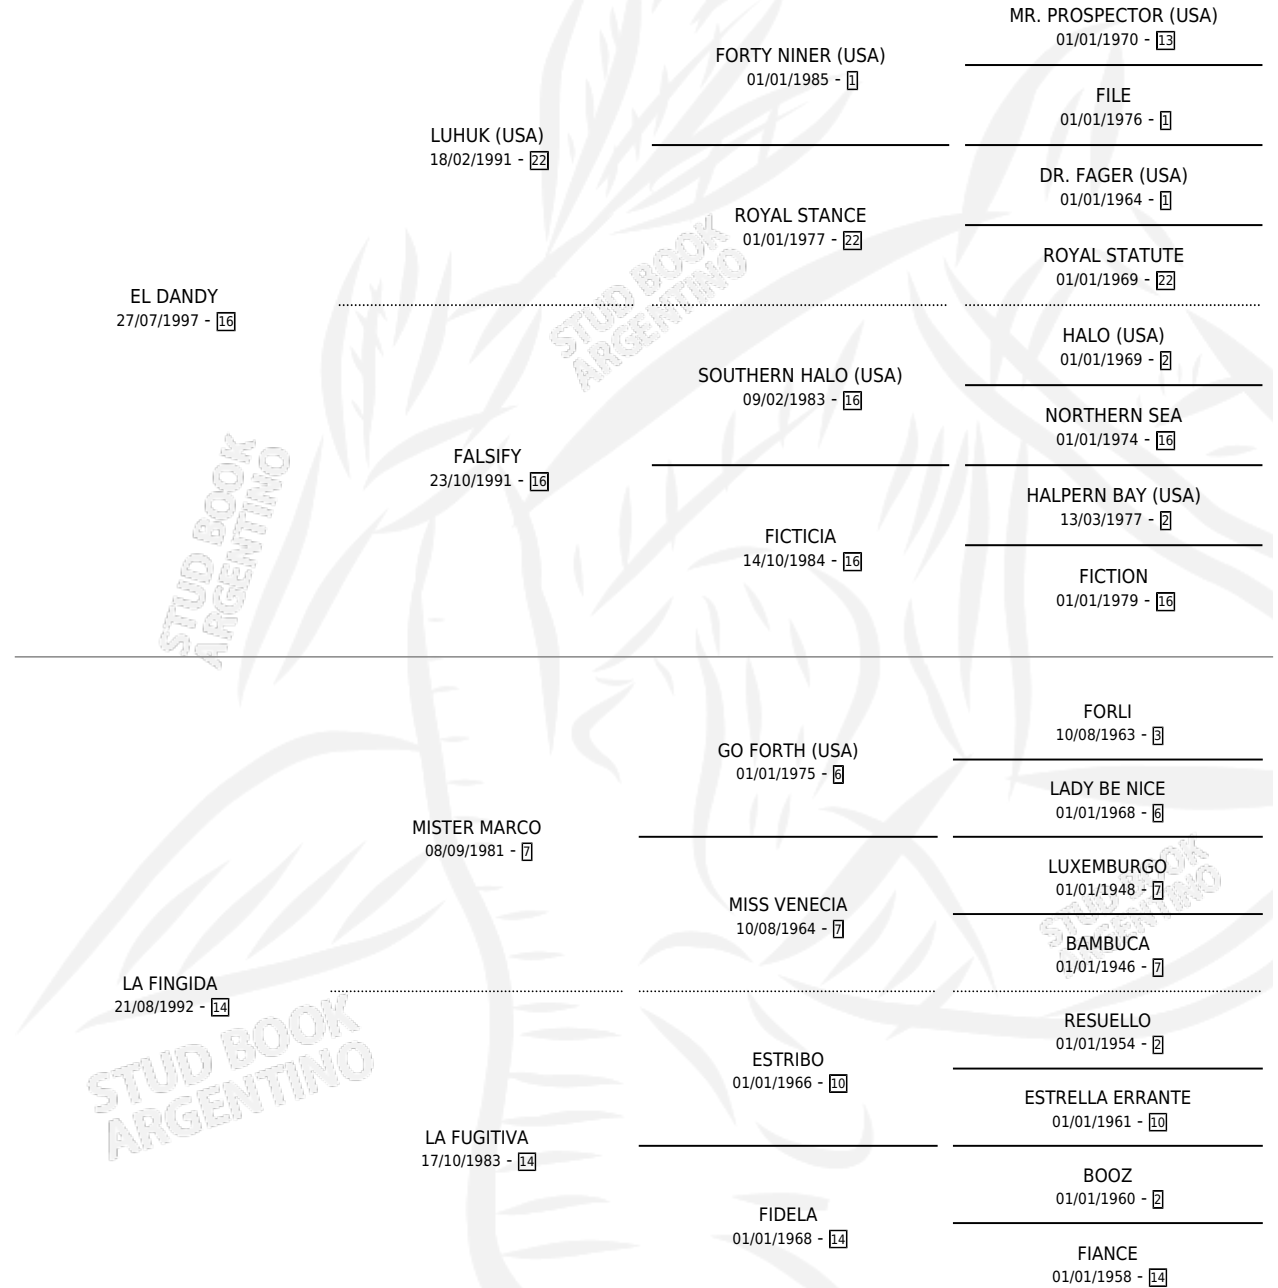 MR. PROSPECTOR (USA)
01/01/1970 - 13
FORTY NINER (USA)
01/01/1985 - 1
FILE
01/01/1976 - 1
LUHUK (USA)
18/02/1991 - 22
DR. FAGER (USA)
01/01/1964 - 1
ROYAL STANCE
01/01/1977 - 22
ROYAL STATUTE
01/01/1969 - 22
EL DANDY
27/07/1997 - 16
HALO (USA)
01/01/1969 - 2
SOUTHERN HALO (USA)
09/02/1983 - 16
NORTHERN SEA
01/01/1974 - 16
FALSIFY
23/10/1991 - 16
HALPERN BAY (USA)
13/03/1977 - 2
FICTICIA
14/10/1984 - 16
FICTION
01/01/1979 - 16
STUD BOOK
ARGENTINO
STUD BOOK
ARGENTINO
FORLI
10/08/1963 - 3
GO FORTH (USA)
01/01/1975 - 6
LADY BE NICE
01/01/1968 - 6
MISTER MARCO
08/09/1981 - 7
LUXEMBURGO
01/01/1948 - 7
MISS VENECIA
10/08/1964 - 7
BAMBUCA
01/01/1946 - 7
LA FINGIDA
21/08/1992 - 14
RESUELLO
01/01/1954 - 2
ESTRIBO
01/01/1966 - 10
ESTRELLA ERRANTE
01/01/1961 - 10
LA FUGITIVA
17/10/1983 - 14
BOOZ
01/01/1960 - 2
FIDELA
01/01/1968 - 14
FIANCE
01/01/1958 - 14
STUD BOOK
ARGENTINO
STUD BOOK
ARGENTINO